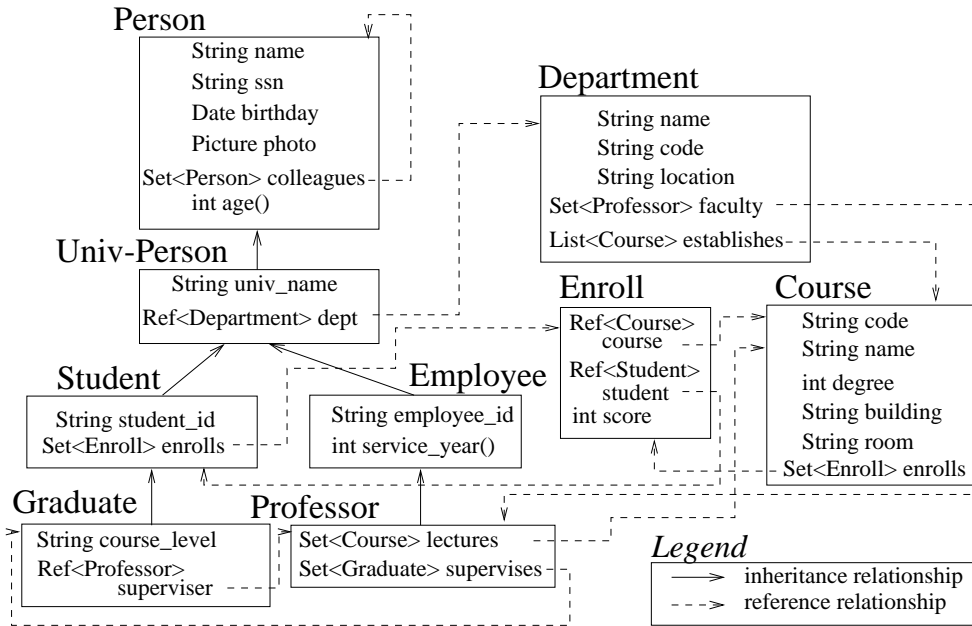 Person
String name
String ssn
Date birthday
Picture photo
Set<Person> colleagues
int age()
Department
String name
String code
String location
Set<Professor> faculty
List<Course> establishes
Univ-Person
String univ_name
Ref<Department> dept
Enroll
Ref<Course>
course
Ref<Student>
student
int score
Course
String code
String name
int degree
String building
String room
Set<Enroll> enrolls
Student
String student_id
Set<Enroll> enrolls
Employee
String employee_id
int service_year()
Graduate
String course_level
Ref<Professor>
superviser
Professor
Set<Course> lectures
Set<Graduate> supervises
Legend
inheritance relationship
reference relationship